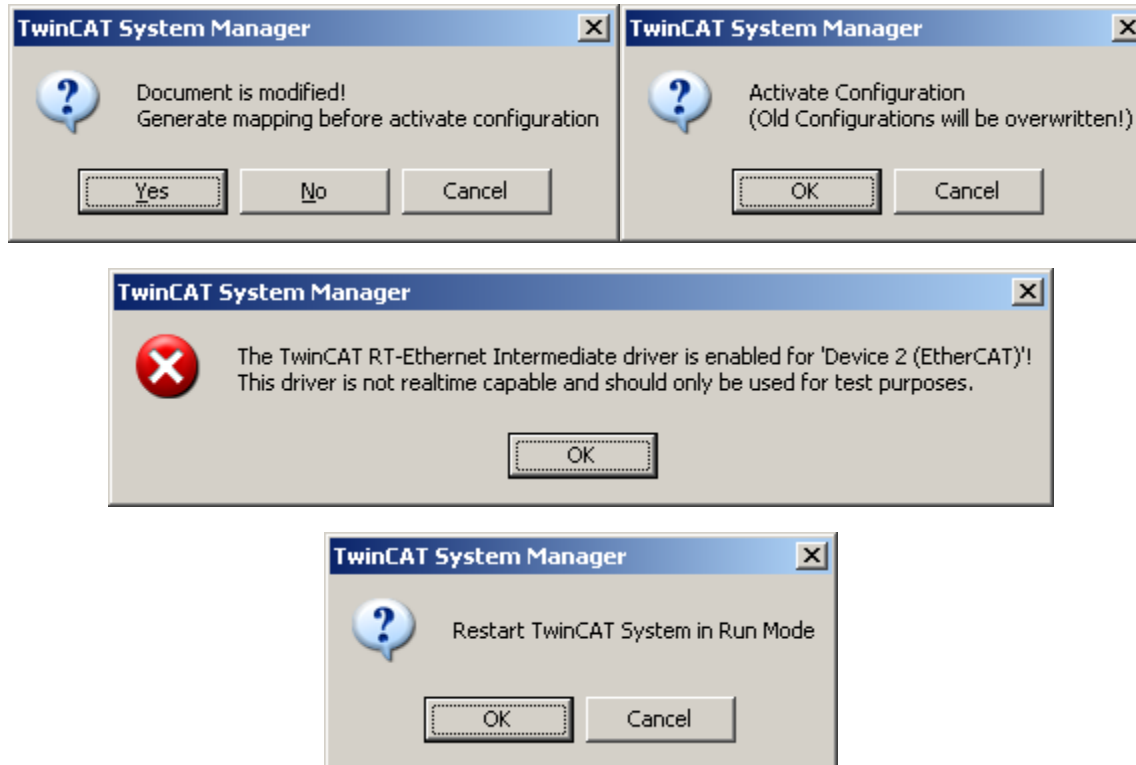 TwinCAT System Manager
Document is modified!
Generate mapping before activate configuration
Yes
No
Cancel
TwinCAT System Manager
Activate Configuration
(Old Configurations will be overwritten!)
OK
Cancel
TwinCAT System Manager
The TwinCAT RT-Ethernet Intermediate driver is enabled for 'Device 2 (EtherCAT)'!
This driver is not realtime capable and should only be used for test purposes.
OK
TwinCAT System Manager
Restart TwinCAT System in Run Mode
OK
Cancel